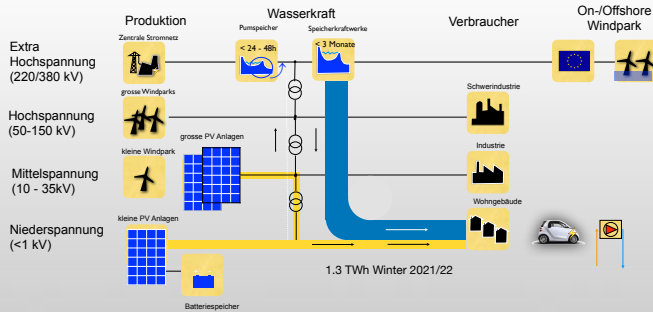 Produktion
Wasserkraft
Verbraucher
On-/Offshore
Windpark
Extra
Hochspannung
(220/380 kV)
Zentrale Stromnetz
Pumspeicher
< 24 - 48h
Speicherkraftwerke
< 3 Monate
Hochspannung
(50-150 kV)
grosse Windparks
Schwerindustrie
Mittelspannung
(10 - 35kV)
kleine Windpark
grosse PV Anlagen
Industrie
Niederspannung
(<1 kV)
kleine PV Anlagen
Wohngebäude
1.3 TWh Winter 2021/22
Batteriespeicher